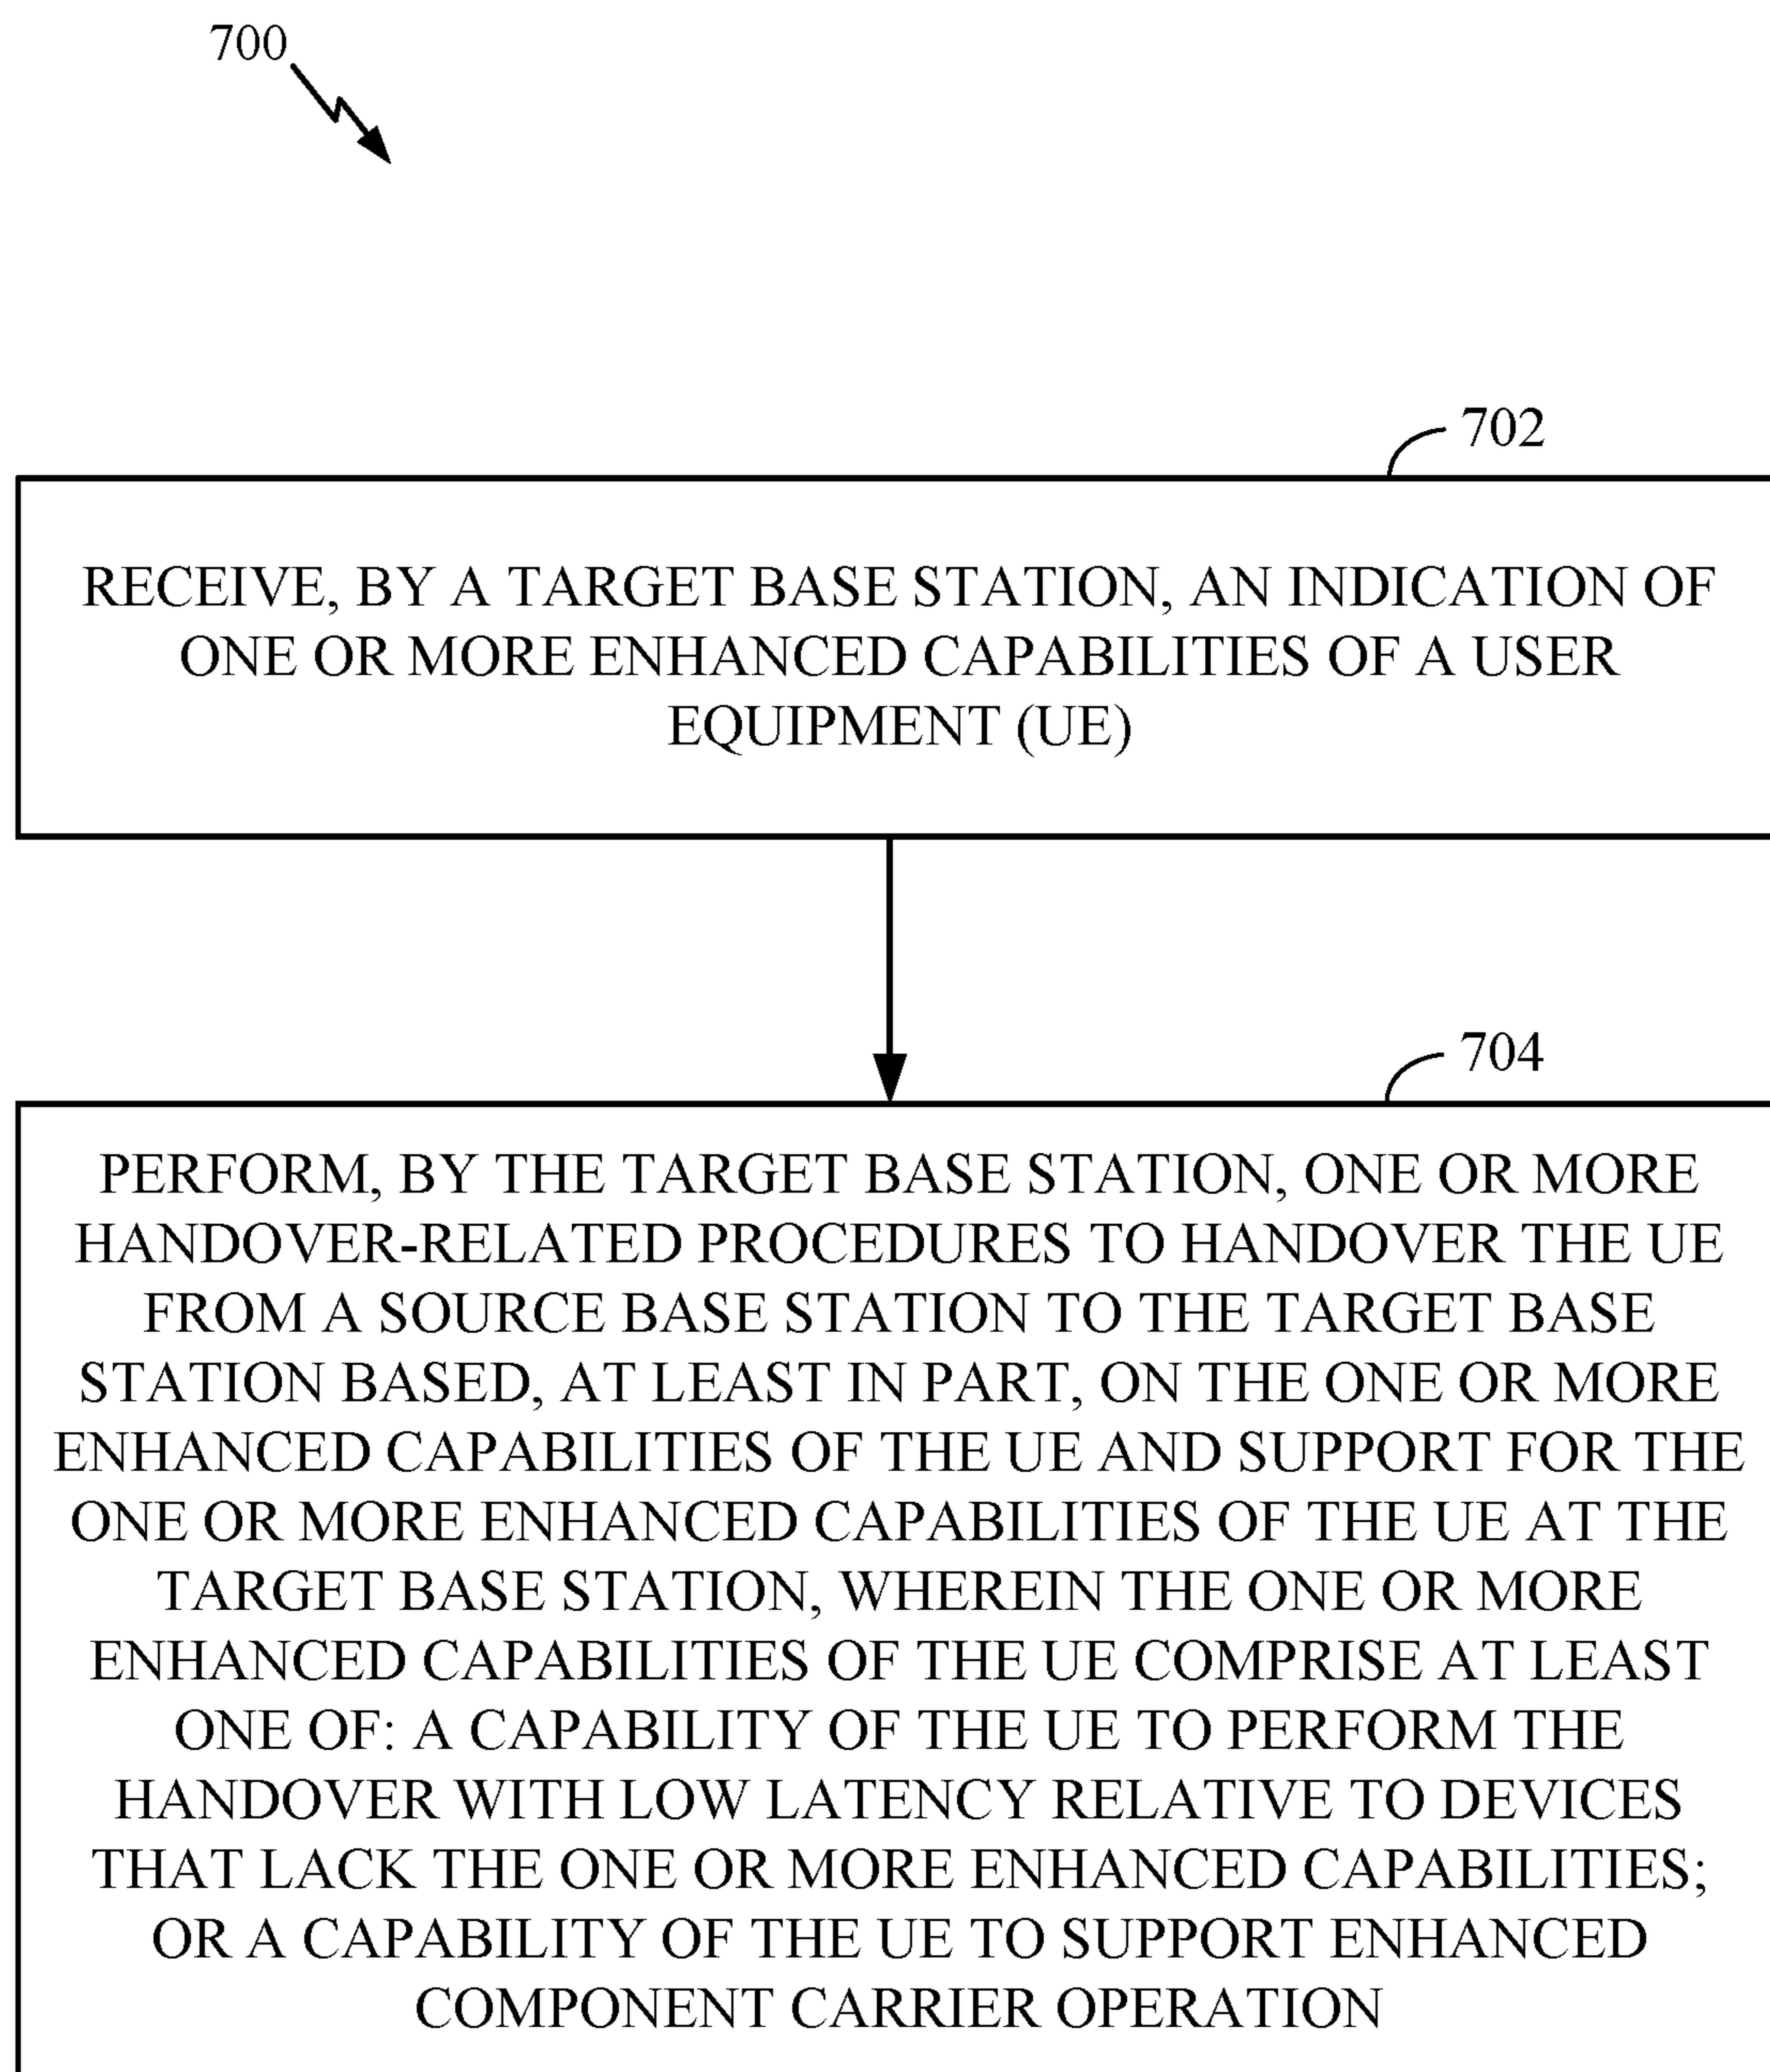 700
702
RECEIVE, BY A TARGET BASE STATION, AN INDICATION OF
ONE OR MORE ENHANCED CAPABILITIES OF A USER
EQUIPMENT (UE)
704
PERFORM, BY THE TARGET BASE STATION, ONE OR MORE
HANDOVER-RELATED PROCEDURES TO HANDOVER THE UE
FROM A SOURCE BASE STATION TO THE TARGET BASE
STATION BASED, AT LEAST IN PART, ON THE ONE OR MORE
ENHANCED CAPABILITIES OF THE UE AND SUPPORT FOR THE
ONE OR MORE ENHANCED CAPABILITIES OF THE UE AT THE
TARGET BASE STATION, WHEREIN THE ONE OR MORE
ENHANCED CAPABILITIES OF THE UE COMPRISE AT LEAST
ONE OF: A CAPABILITY OF THE UE TO PERFORM THE
HANDOVER WITH LOW LATENCY RELATIVE TO DEVICES
THAT LACK THE ONE OR MORE ENHANCED CAPABILITIES;
OR A CAPABILITY OF THE UE TO SUPPORT ENHANCED
COMPONENT CARRIER OPERATION